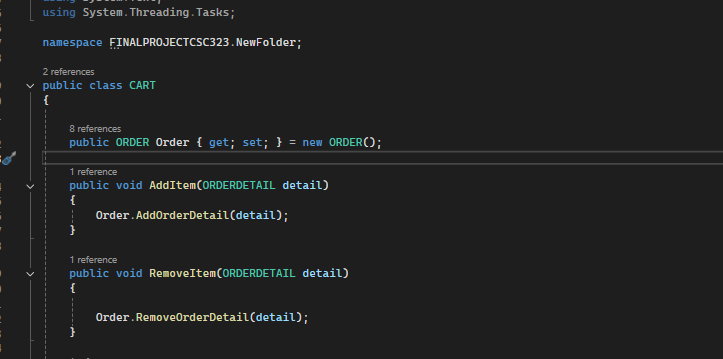 using System.Threading.Tasks;
namespace FINALPROJECTCSC323.NewFolder;
2 references
public class CART
{
8 references
public ORDER Order { get; set; } = new ORDER();
1 reference
public void AddItem(ORDERDETAIL detail)
{
Order.AddOrderDetail(detail);
}
1 reference
public void RemoveItem(ORDERDETAIL detail)
{
Order.RemoveOrderDetail(detail);
}